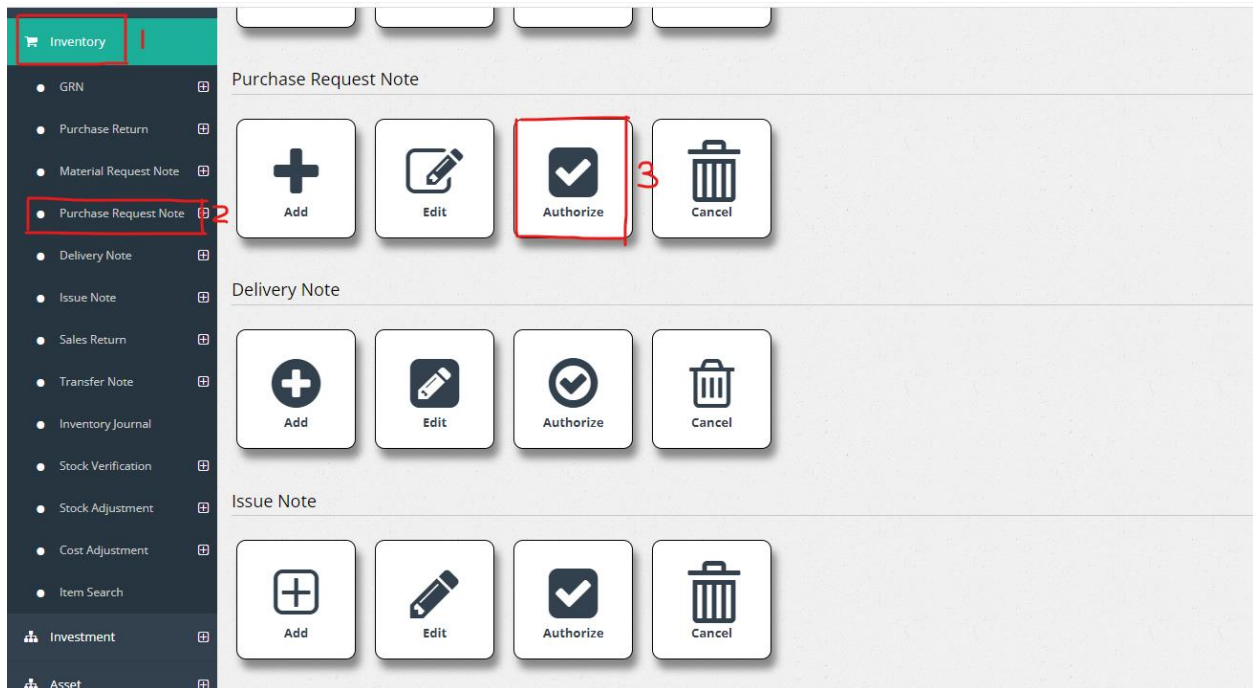 Inventory 1
GRN
Purchase Return
Material Request Note
Purchase Request Note 2
Delivery Note
Issue Note
Sales Return
Transfer Note
Inventory Journal
Stock Verification
Stock Adjustment
Cost Adjustment
Item Search
Investment
Asset
Purchase Request Note
Add
Edit
Authorize
3
Cancel
Delivery Note
Add
Edit
Authorize
Cancel
Issue Note
Add
Edit
Authorize
Cancel